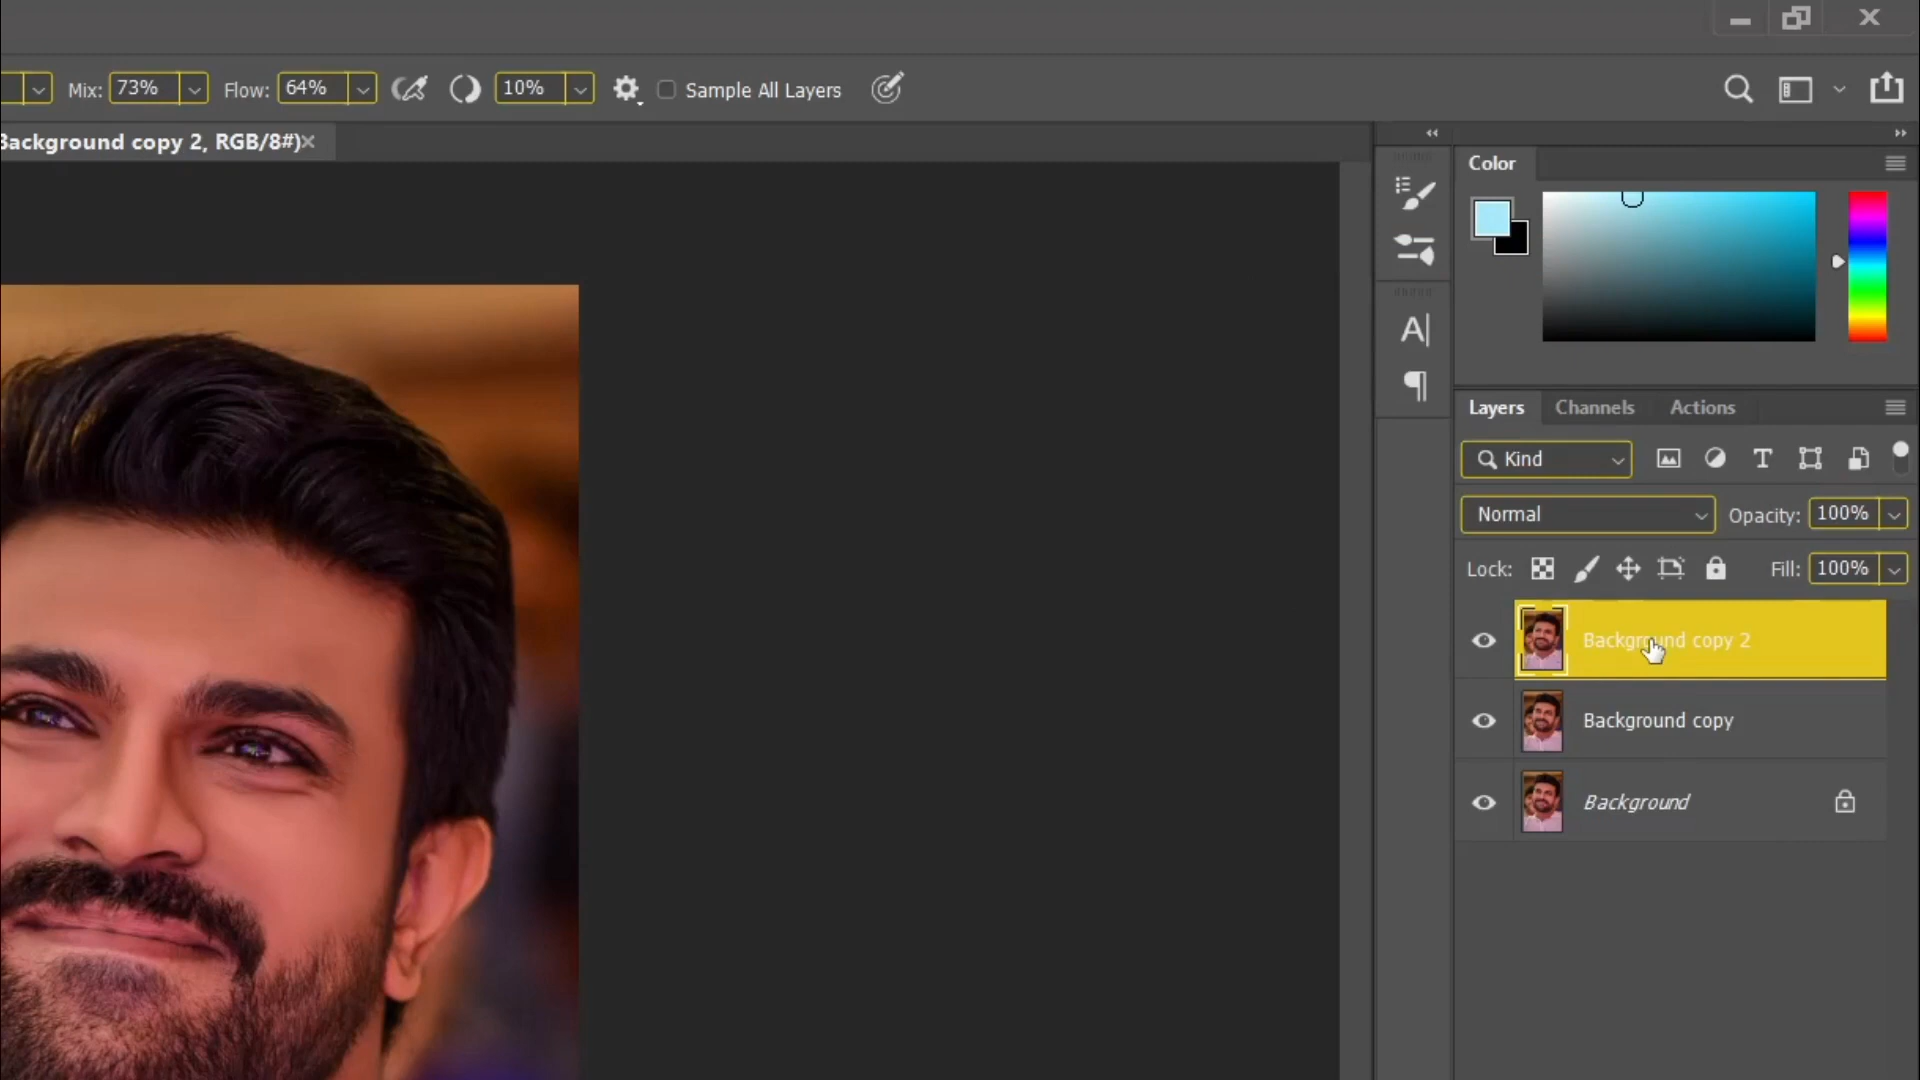 Mix: 73% Flow: 64% 10% Sample All Layers
Background copy 2, RGB/8#)
Color
Layers Channels Actions
Kind
Normal Opacity: 100%
Lock: Fill: 100%
Background copy 2
Background copy
Background